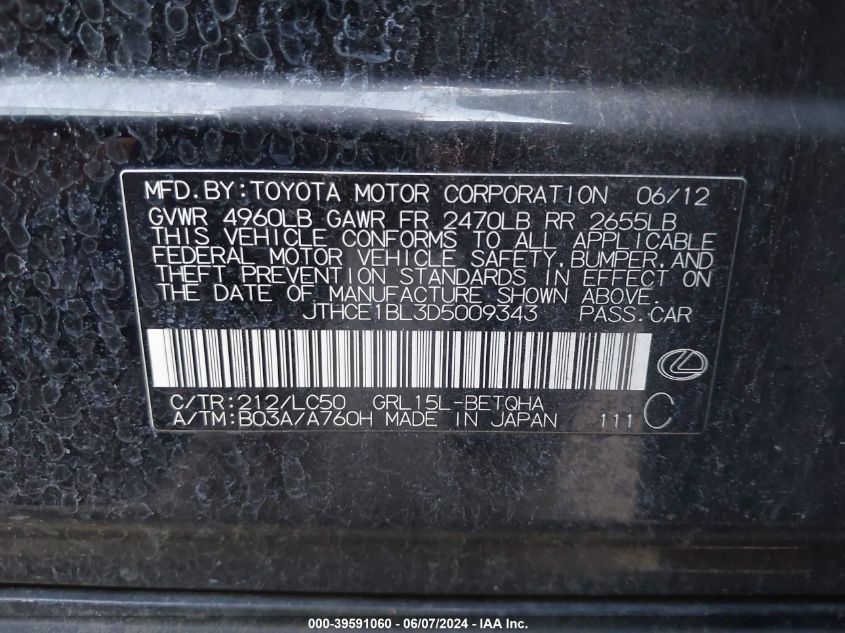 MFD.BY:TOYOTA MOTOR CORPORATION 06/12
GVWR 4960LB GAWR FR 2470LB RR 2655LB
THIS VEHICLE CONFORMS TO ALL APPLICABLE
FEDERAL MOTOR VEHICLE SAFETY,BUMPER,AND
THEFT PREVENTION STANDARDS IN EFFECT ON
THE DATE OF MANUFACTURE SHOWN ABOVE.
JTHCE1BL3D5009343 PASS.CAR
C/TR:212/LC50 GRL15L-BETQHA
A/TM:B03A/A760H MADE IN JAPAN 111 C
000-39591060 - 06/07/2024 - IAA Inc.